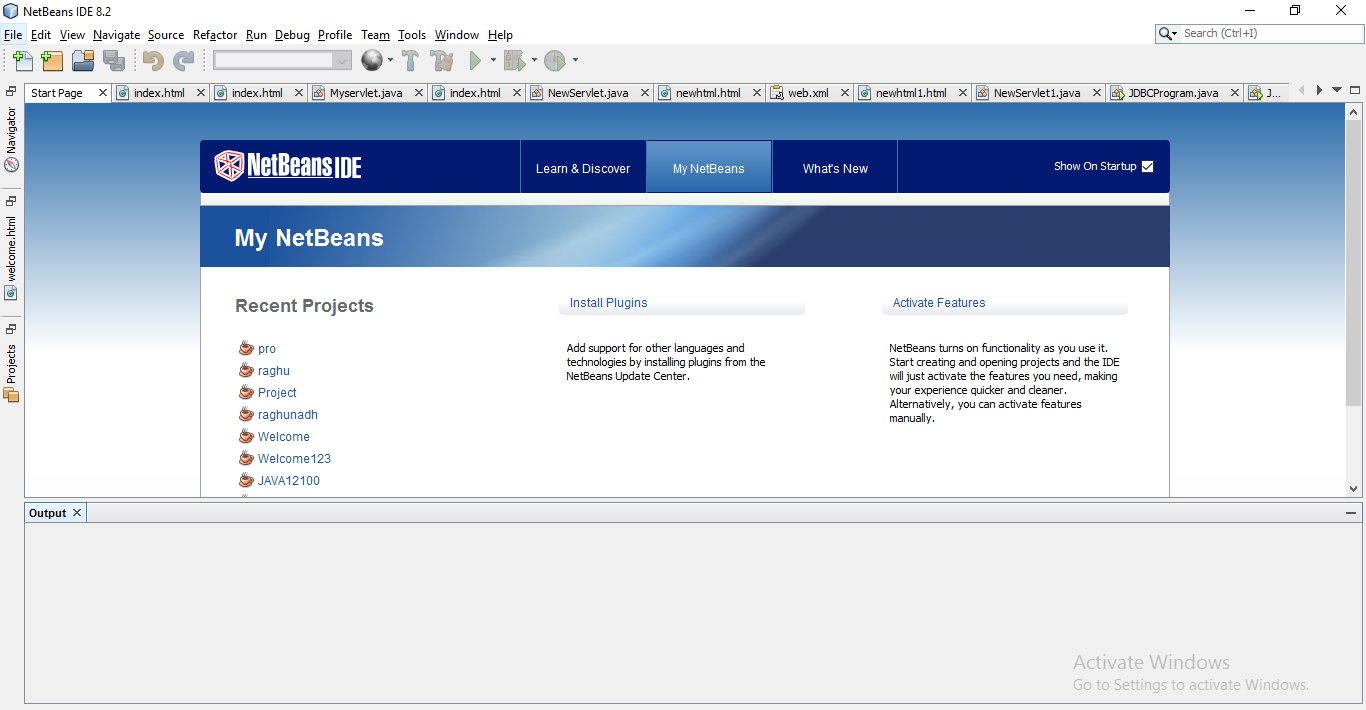 NetBeans IDE 8.2
File Edit View Navigate Source Refactor Run Debug Profile Team Tools Window Help
Search (Ctrl+I)
Start Page index.html index.html Myservlet.java index.html NewServlet.java newhtml.html web.xml newhtml1.html NewServlet1.java JDBCProgram.java J...
Navigator
welcome.html
Projects
NetBeans IDE
Learn & Discover My NetBeans What's New Show On Startup
My NetBeans
Recent Projects
pro
raghu
Project
raghunadh
Welcome
Welcome123
JAVA12100
Install Plugins
Add support for other languages and
technologies by installing plugins from the
NetBeans Update Center.
Activate Features
NetBeans turns on functionality as you use it.
Start creating and opening projects and the IDE
will just activate the features you need, making
your experience quicker and cleaner.
Alternatively, you can activate features
manually.
Output
Activate Windows
Go to Settings to activate Windows.